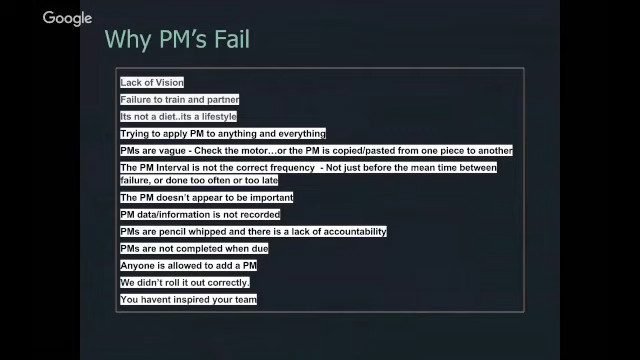 Google
Why PM's Fail
Lack of Vision
Failure to train and partner
Its not a diet..its a lifestyle
Trying to apply PM to anything and everything
PMs are vague - Check the motor...or the PM is copied/pasted from one piece to another
The PM Interval is not the correct frequency - Not just before the mean time between
failure, or done too often or too late
The PM doesn't appear to be important
PM data/information is not recorded
PMs are pencil whipped and there is a lack of accountability
PMs are not completed when due
Anyone is allowed to add a PM
We didn't roll it out correctly.
You havent inspired your team